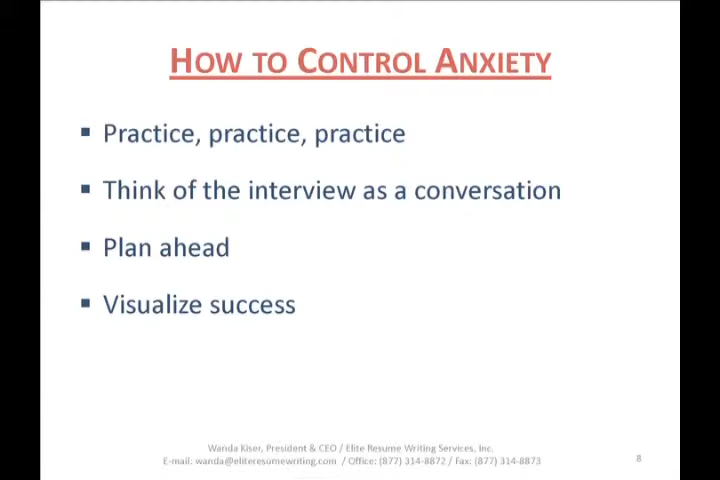 HOW TO CONTROL ANXIETY
▪ Practice, practice, practice
▪ Think of the interview as a conversation
▪ Plan ahead
▪ Visualize success
Wanda Kiser, President & CEO / Elite Resume Writing Services, Inc.
E-mail: wanda@eliteresumewriting.com / Office: (877) 314-8872 / Fax: (877) 314-8873
8